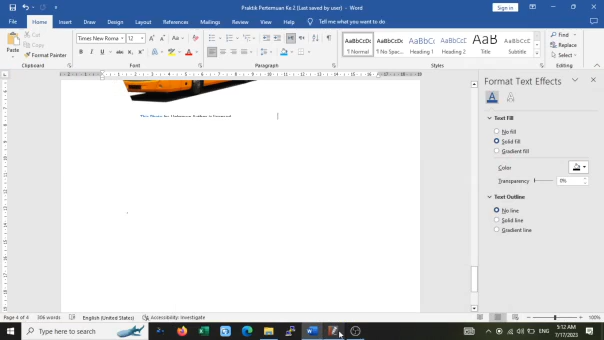 Praktik Pertemuan Ke 2 (Last saved by user) - Word
Sign in
File Home Insert Draw Design Layout References Mailings Review View Help Tell me what you want to do
Paste
Cut
Copy
Format Painter
Clipboard
Times New Roma 12
Font
Paragraph
AaBbCcDc AaBbCcDc AaBbCc AaBbCcD AaB AaBbCcD
¶ Normal ¶ No Spac... Heading 1 Heading 2 Title Subtitle
Styles
Find
Replace
Select
Editing
Format Text Effects
Text Fill
No fill
Solid fill
Gradient fill
Color
Transparency 0%
Text Outline
No line
Solid line
Gradient line
This Photo by Unknown Author is licensed
Page 4 of 4 306 words English (United States) Accessibility: Investigate
100%
Type here to search
ENG
5:12 AM
7/17/2023